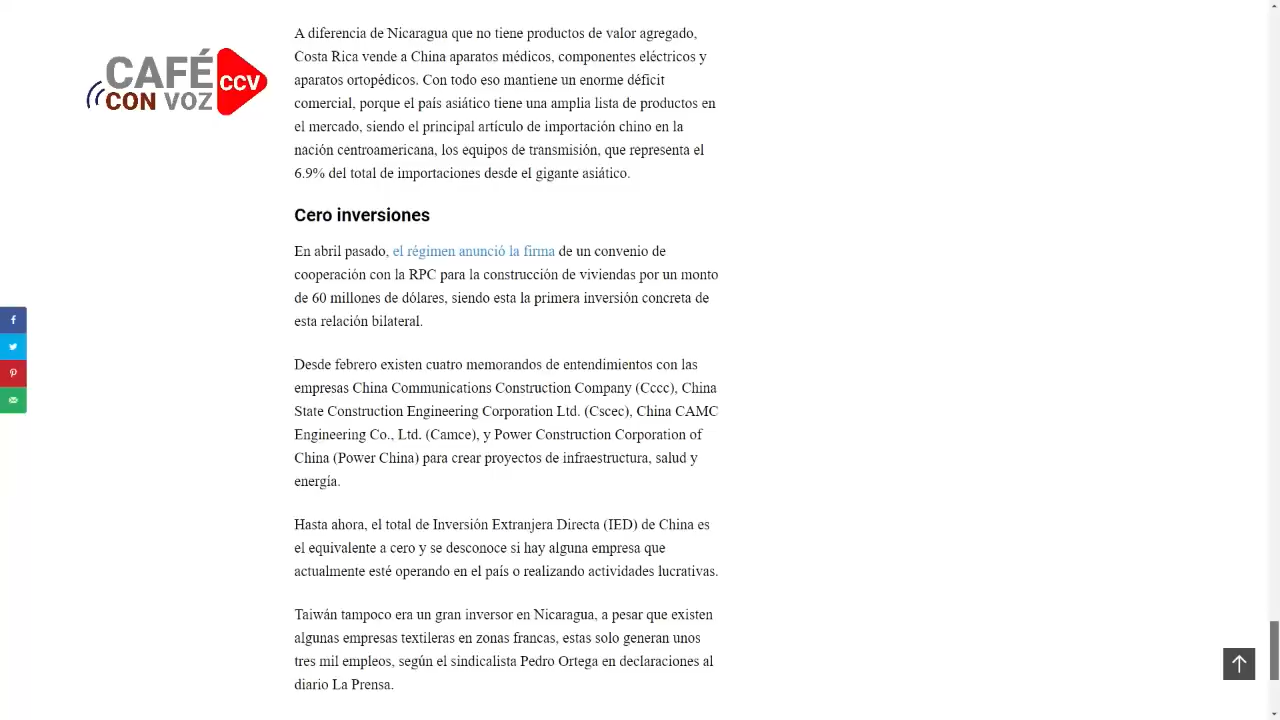 CAFÉ
CON VOZ
CCV
A diferencia de Nicaragua que no tiene productos de valor agregado,
Costa Rica vende a China aparatos médicos, componentes eléctricos y
aparatos ortopédicos. Con todo eso mantiene un enorme déficit
comercial, porque el país asiático tiene una amplia lista de productos en
el mercado, siendo el principal artículo de importación chino en la
nación centroamericana, los equipos de transmisión, que representa el
6.9% del total de importaciones desde el gigante asiático.
Cero inversiones
En abril pasado, el régimen anunció la firma de un convenio de
cooperación con la RPC para la construcción de viviendas por un monto
de 60 millones de dólares, siendo esta la primera inversión concreta de
esta relación bilateral.
Desde febrero existen cuatro memorandos de entendimientos con las
empresas China Communications Construction Company (Cccc), China
State Construction Engineering Corporation Ltd. (Cscec), China CAMC
Engineering Co., Ltd. (Camce), y Power Construction Corporation of
China (Power China) para crear proyectos de infraestructura, salud y
energía.
Hasta ahora, el total de Inversión Extranjera Directa (IED) de China es
el equivalente a cero y se desconoce si hay alguna empresa que
actualmente esté operando en el país o realizando actividades lucrativas.
Taiwán tampoco era un gran inversor en Nicaragua, a pesar que existen
algunas empresas textileras en zonas francas, estas solo generan unos
tres mil empleos, según el sindicalista Pedro Ortega en declaraciones al
diario La Prensa.